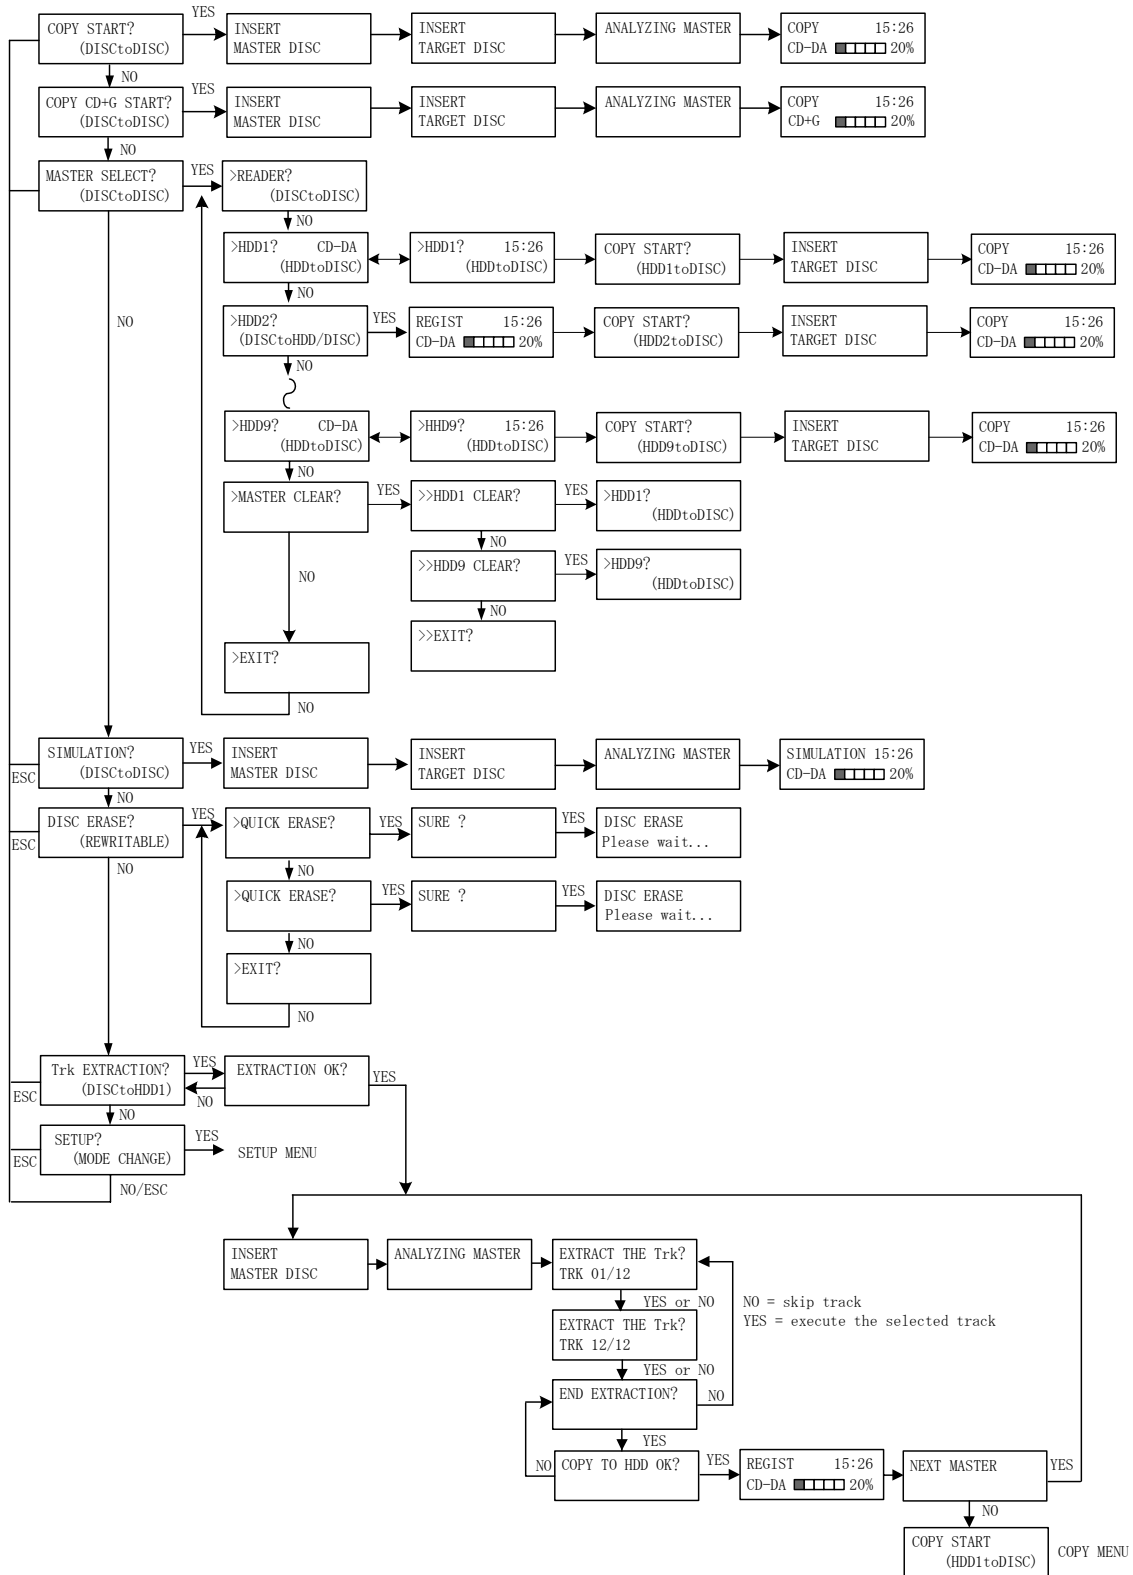 YES
COPY START?
(DISCtoDISC)
INSERT
MASTER DISC
INSERT
TARGET DISC
ANALYZING MASTER
COPY 15:26
CD-DA 20%
NO
COPY CD+G START?
(DISCtoDISC)
YES
INSERT
MASTER DISC
INSERT
TARGET DISC
ANALYZING MASTER
COPY 15:26
CD+G 20%
NO
MASTER SELECT?
(DISCtoDISC)
YES
>READER?
(DISCtoDISC)
NO
>HDD1? CD-DA
(HDDtoDISC)
>HDD1? 15:26
(HDDtoDISC)
COPY START?
(HDD1toDISC)
INSERT
TARGET DISC
COPY 15:26
CD-DA 20%
NO
NO
>HDD2?
(DISCtoHDD/DISC)
YES
REGIST 15:26
CD-DA 20%
COPY START?
(HDD2toDISC)
INSERT
TARGET DISC
COPY 15:26
CD-DA 20%
NO
>HDD9? CD-DA
(HDDtoDISC)
>HHD9? 15:26
(HDDtoDISC)
COPY START?
(HDD9toDISC)
INSERT
TARGET DISC
COPY 15:26
CD-DA 20%
NO
>MASTER CLEAR?
YES
>>HDD1 CLEAR?
YES
>HDD1?
(HDDtoDISC)
NO
>>HDD9 CLEAR?
YES
>HDD9?
(HDDtoDISC)
NO
NO
>>EXIT?
>EXIT?
NO
SIMULATION?
(DISCtoDISC)
ESC
YES
INSERT
MASTER DISC
INSERT
TARGET DISC
ANALYZING MASTER
SIMULATION 15:26
CD-DA 20%
NO
DISC ERASE?
(REWRITABLE)
ESC
YES
>QUICK ERASE?
YES
SURE ?
YES
DISC ERASE
Please wait...
NO
NO
>QUICK ERASE?
YES
SURE ?
YES
DISC ERASE
Please wait...
NO
>EXIT?
NO
Trk EXTRACTION?
(DISCtoHDD1)
ESC
YES
NO
EXTRACTION OK?
YES
NO
SETUP?
(MODE CHANGE)
ESC
YES
SETUP MENU
NO/ESC
INSERT
MASTER DISC
ANALYZING MASTER
EXTRACT THE Trk?
TRK 01/12
YES or NO
NO = skip track
YES = execute the selected track
EXTRACT THE Trk?
TRK 12/12
YES or NO
END EXTRACTION?
NO
YES
NO
COPY TO HDD OK?
YES
REGIST 15:26
CD-DA 20%
NEXT MASTER
YES
NO
COPY START
(HDD1toDISC)
COPY MENU